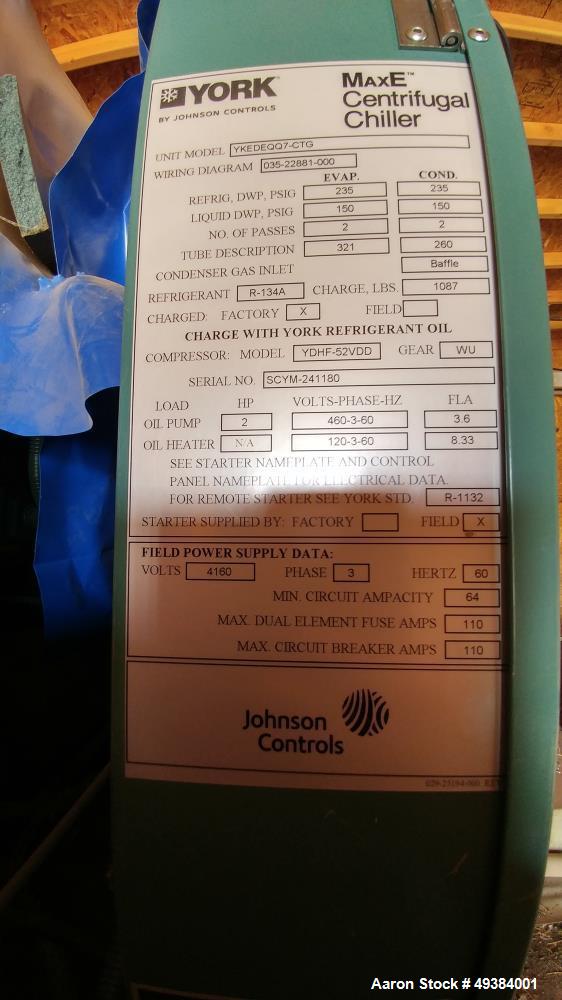 YORK™ MAXE™
BY JOHNSON CONTROLS Centrifugal
Chiller
UNIT MODEL YKEDEQQ7-CTG
WIRING DIAGRAM 035-22881-000
EVAP. COND.
REFRIG, DWP, PSIG 235 235
LIQUID DWP, PSIG 150 150
NO. OF PASSES 2 2
TUBE DESCRIPTION 321 260
CONDENSER GAS INLET Baffle
REFRIGERANT R-134A CHARGE, LBS. 1087
CHARGED: FACTORY X FIELD
CHARGE WITH YORK REFRIGERANT OIL
COMPRESSOR: MODEL YDHF-52VDD GEAR WU
SERIAL NO. SCYM-241180
LOAD HP VOLTS-PHASE-HZ FLA
OIL PUMP 2 460-3-60 3.6
OIL HEATER N/A 120-3-60 8.33
SEE STARTER NAMEPLATE AND CONTROL
PANEL NAMEPLATE FOR ELECTRICAL DATA.
FOR REMOTE STARTER SEE YORK STD. R-1132
STARTER SUPPLIED BY: FACTORY FIELD X
FIELD POWER SUPPLY DATA:
VOLTS 4160 PHASE 3 HERTZ 60
MIN. CIRCUIT AMPACITY 64
MAX. DUAL ELEMENT FUSE AMPS 110
MAX. CIRCUIT BREAKER AMPS 110
Johnson
Controls
Aaron Stock # 49384001